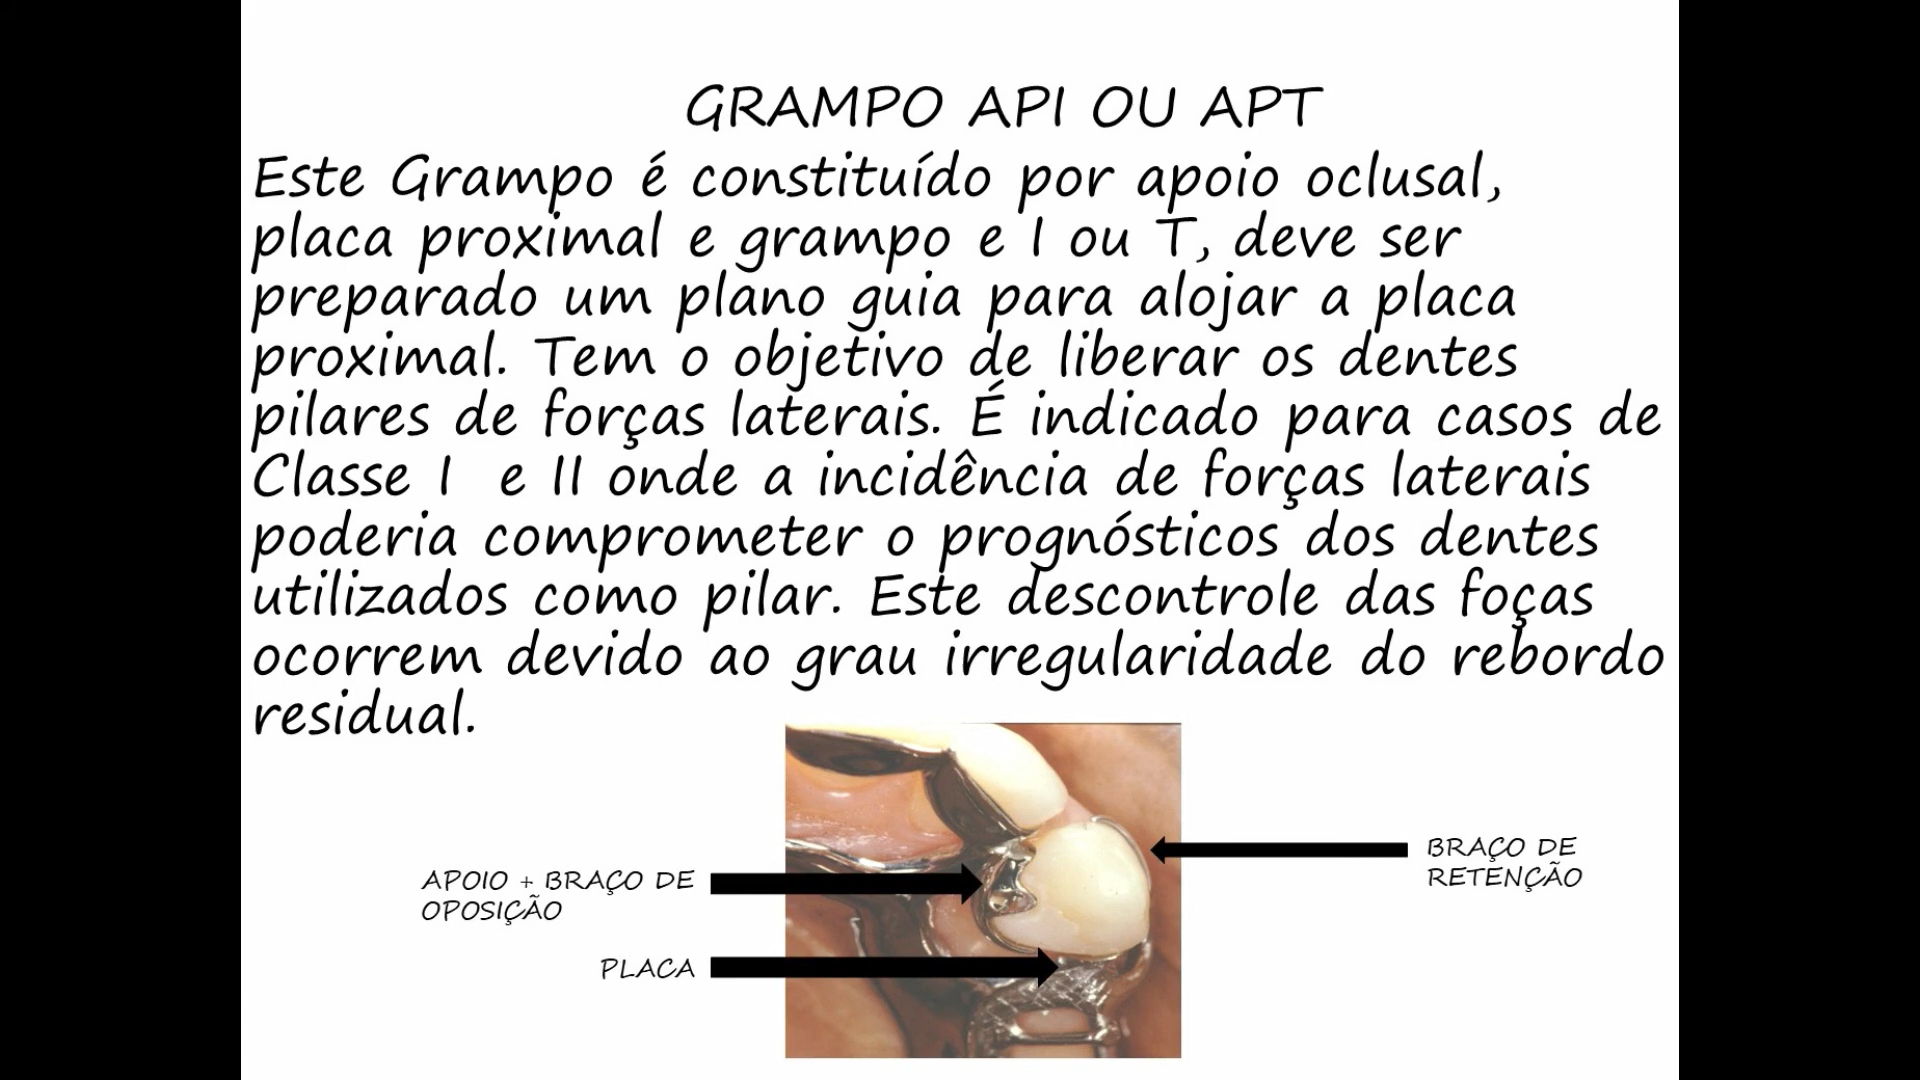 GRAMPO API OU APT
Este Grampo é constituído por apoio oclusal,
placa proximal e grampo e I ou T, deve ser
preparado um plano guia para alojar a placa
proximal. Tem o objetivo de liberar os dentes
pilares de forças laterais. É indicado para casos de
Classe I e II onde a incidência de forças laterais
poderia comprometer o prognósticos dos dentes
utilizados como pilar. Este descontrole das foças
ocorrem devido ao grau irregularidade do rebordo
residual.
BRAÇO DE
RETENÇÃO
APOIO + BRAÇO DE
OPOSIÇÃO
PLACA